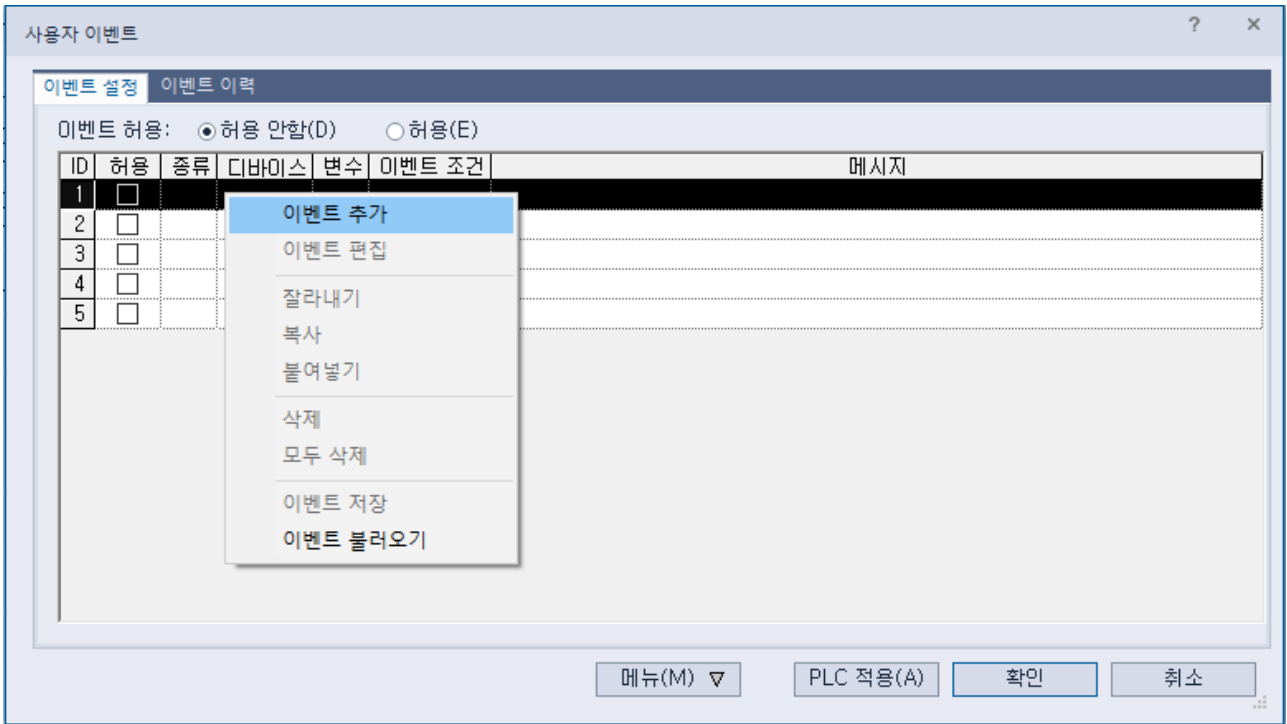 사용자 이벤트 ? ×
이벤트 설정 이벤트 이력
이벤트 허용: 허용 안함(D) 허용(E)
ID 허용 종류 디바이스 변수 이벤트 조건 메시지
1
2
3
4
5
이벤트 추가
이벤트 편집
잘라내기
복사
붙여넣기
삭제
모두 삭제
이벤트 저장
이벤트 불러오기
메뉴(M) ▽ PLC 적용(A) 확인 취소